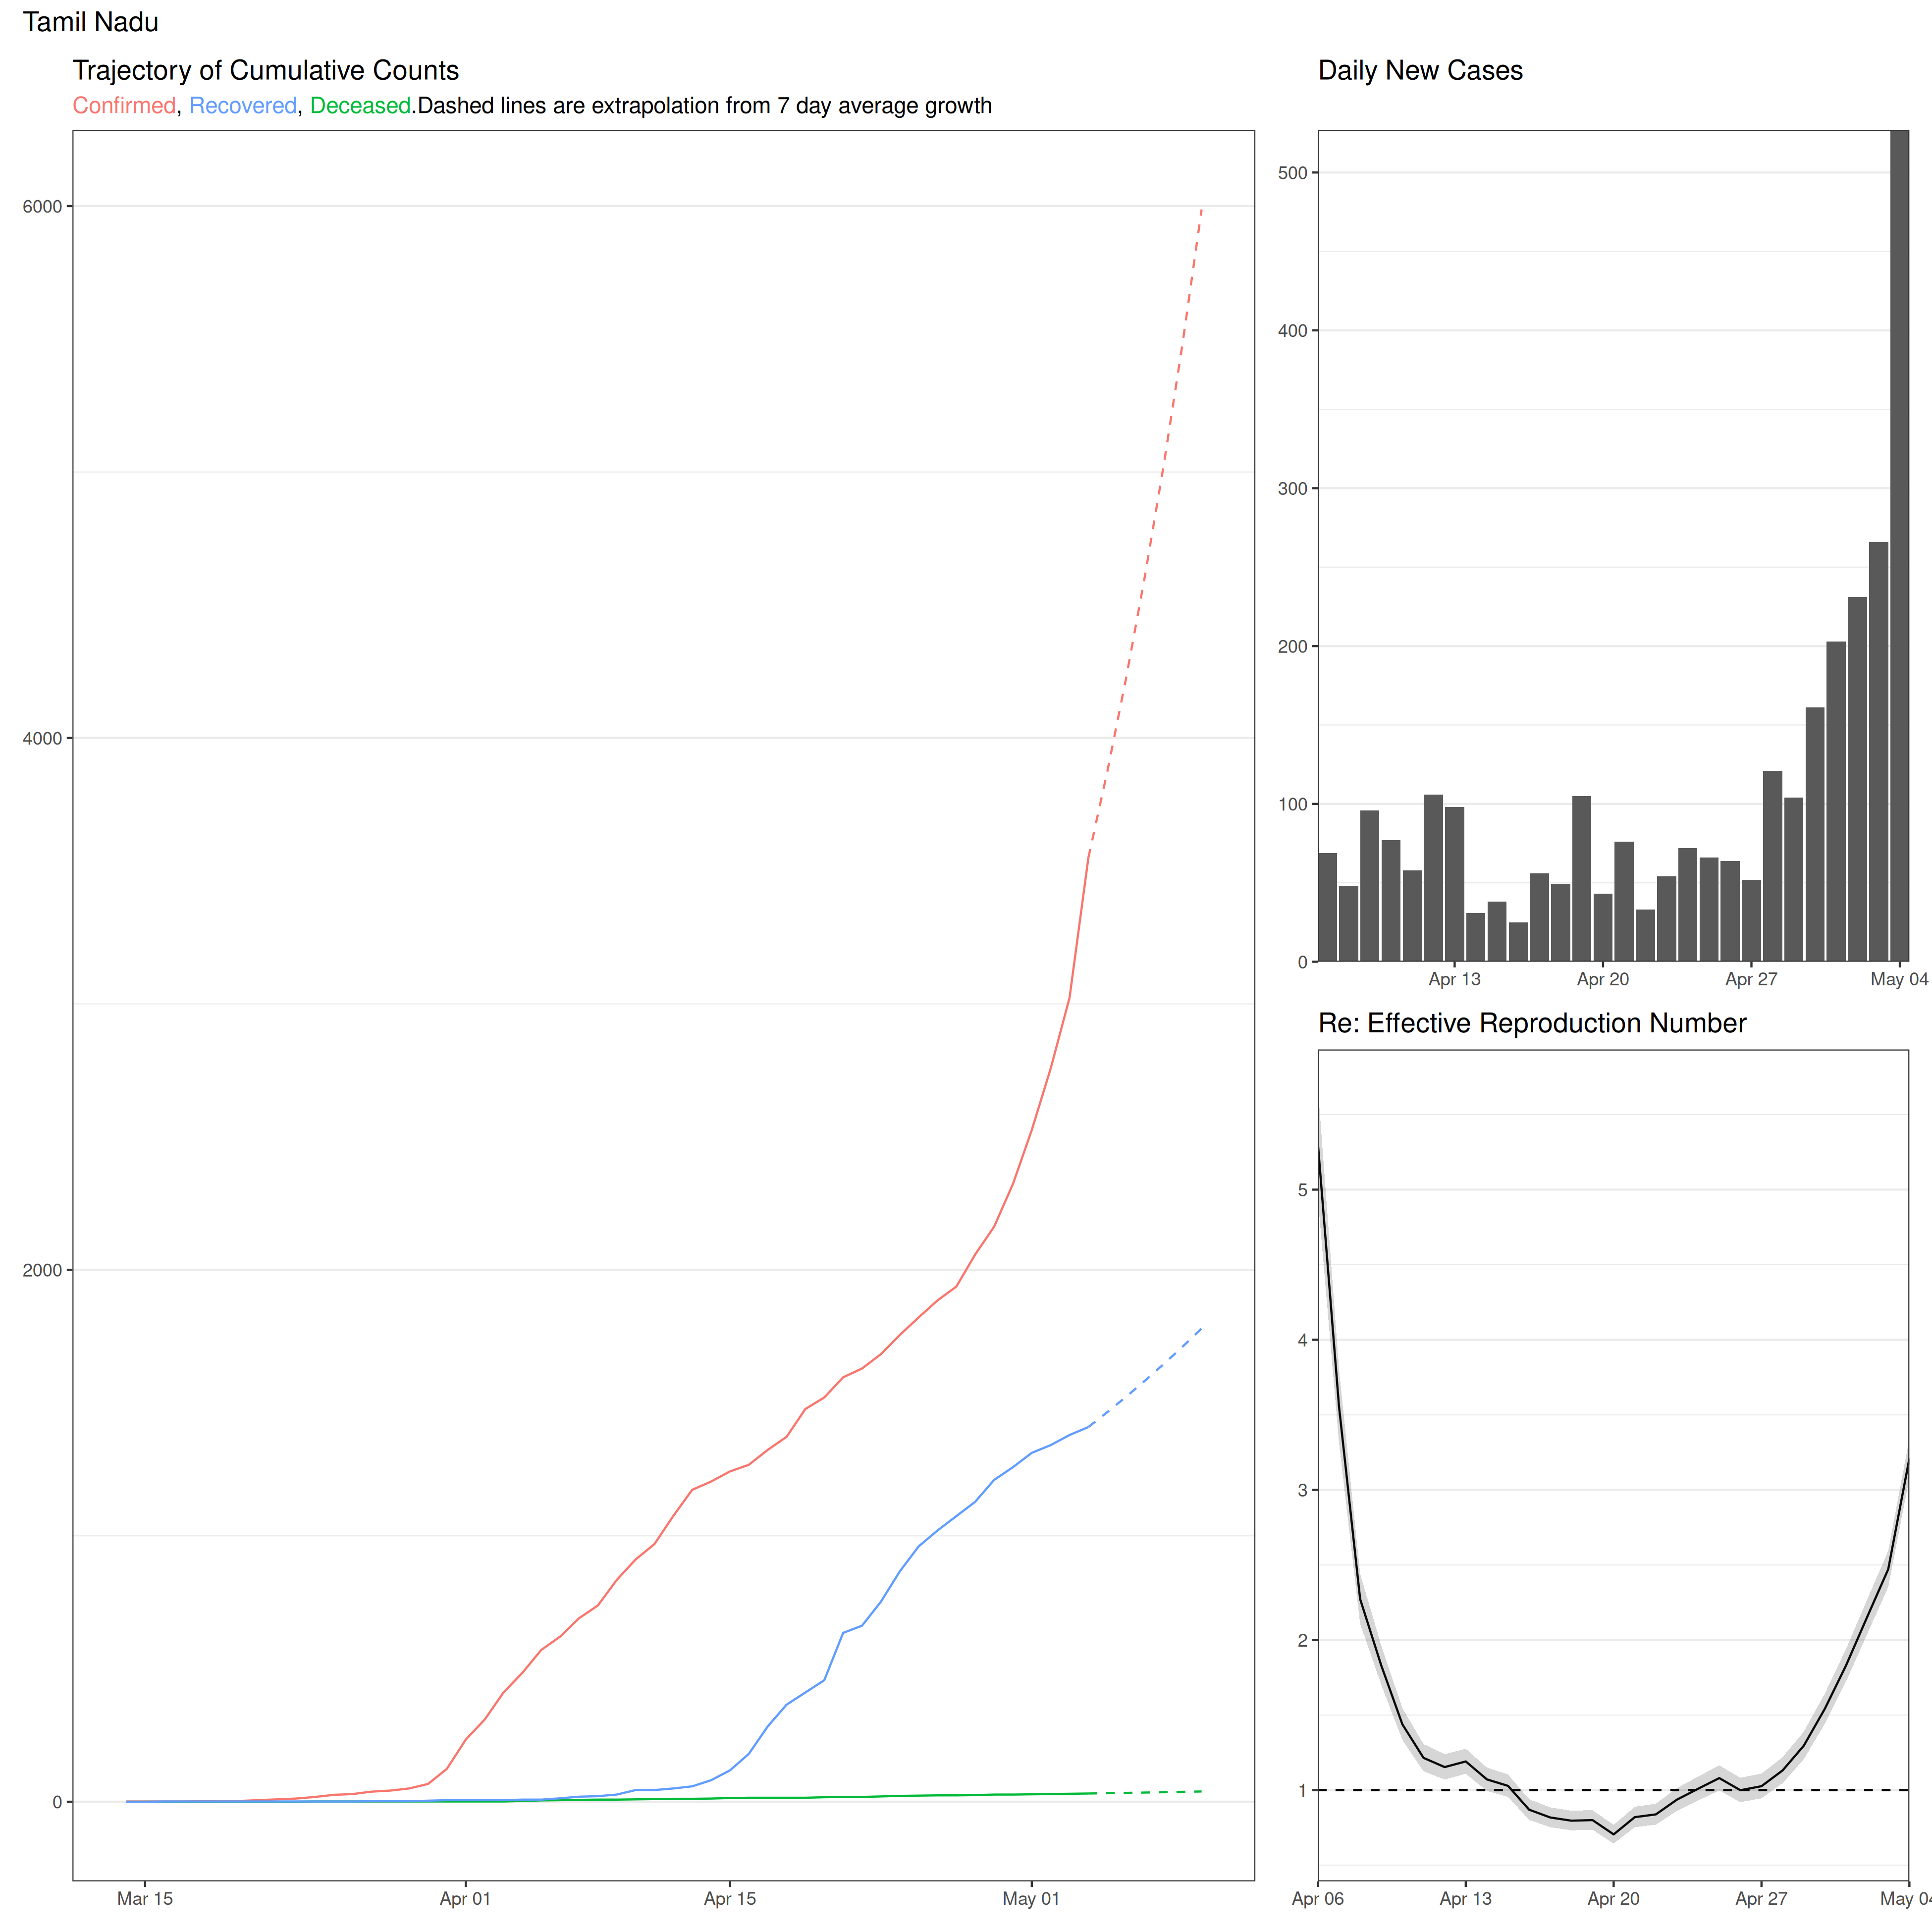 Tamil Nadu
Trajectory of Cumulative Counts
Confirmed, Recovered, Deceased.Dashed lines are extrapolation from 7 day average growth
6000
4000
2000
0
Mar 15 Apr 01 Apr 15 May 01
Daily New Cases
500
400
300
200
100
0
Apr 13 Apr 20 Apr 27 May 04
Re: Effective Reproduction Number
5
4
3
2
1
Apr 06 Apr 13 Apr 20 Apr 27 May 04